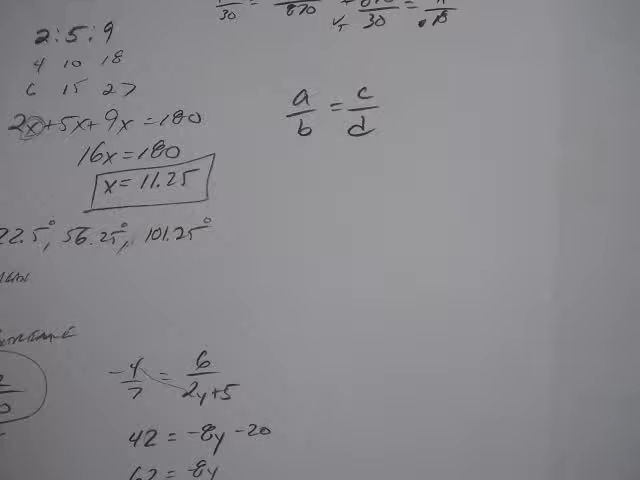 2:5:9
4 10 18
6 15 27
2x+5x+9x=180
16x=180
x=11.25
22.5°, 56.25°, 101.25°
a/b = c/d
-4/7 = 6/2y+5
42 = -8y -20
62 = -8y